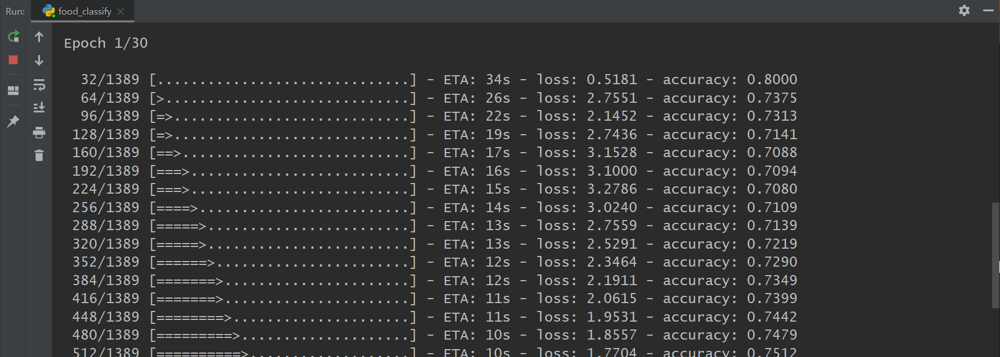 Run: food_classify
Epoch 1/30
32/1389 [..............................] - ETA: 34s - loss: 0.5181 - accuracy: 0.8000
64/1389 [>.............................] - ETA: 26s - loss: 2.7551 - accuracy: 0.7375
96/1389 [=>............................] - ETA: 22s - loss: 2.1452 - accuracy: 0.7313
128/1389 [=>............................] - ETA: 19s - loss: 2.7436 - accuracy: 0.7141
160/1389 [==>...........................] - ETA: 17s - loss: 3.1528 - accuracy: 0.7088
192/1389 [===>..........................] - ETA: 16s - loss: 3.1000 - accuracy: 0.7094
224/1389 [===>..........................] - ETA: 15s - loss: 3.2786 - accuracy: 0.7080
256/1389 [====>.........................] - ETA: 14s - loss: 3.0240 - accuracy: 0.7109
288/1389 [=====>........................] - ETA: 13s - loss: 2.7559 - accuracy: 0.7139
320/1389 [=====>........................] - ETA: 13s - loss: 2.5291 - accuracy: 0.7219
352/1389 [======>.......................] - ETA: 12s - loss: 2.3464 - accuracy: 0.7290
384/1389 [=======>......................] - ETA: 12s - loss: 2.1911 - accuracy: 0.7349
416/1389 [=======>......................] - ETA: 11s - loss: 2.0615 - accuracy: 0.7399
448/1389 [========>.....................] - ETA: 11s - loss: 1.9531 - accuracy: 0.7442
480/1389 [=========>....................] - ETA: 10s - loss: 1.8557 - accuracy: 0.7479
512/1389 [==========>...................] - ETA: 10s - loss: 1.7704 - accuracy: 0.7512